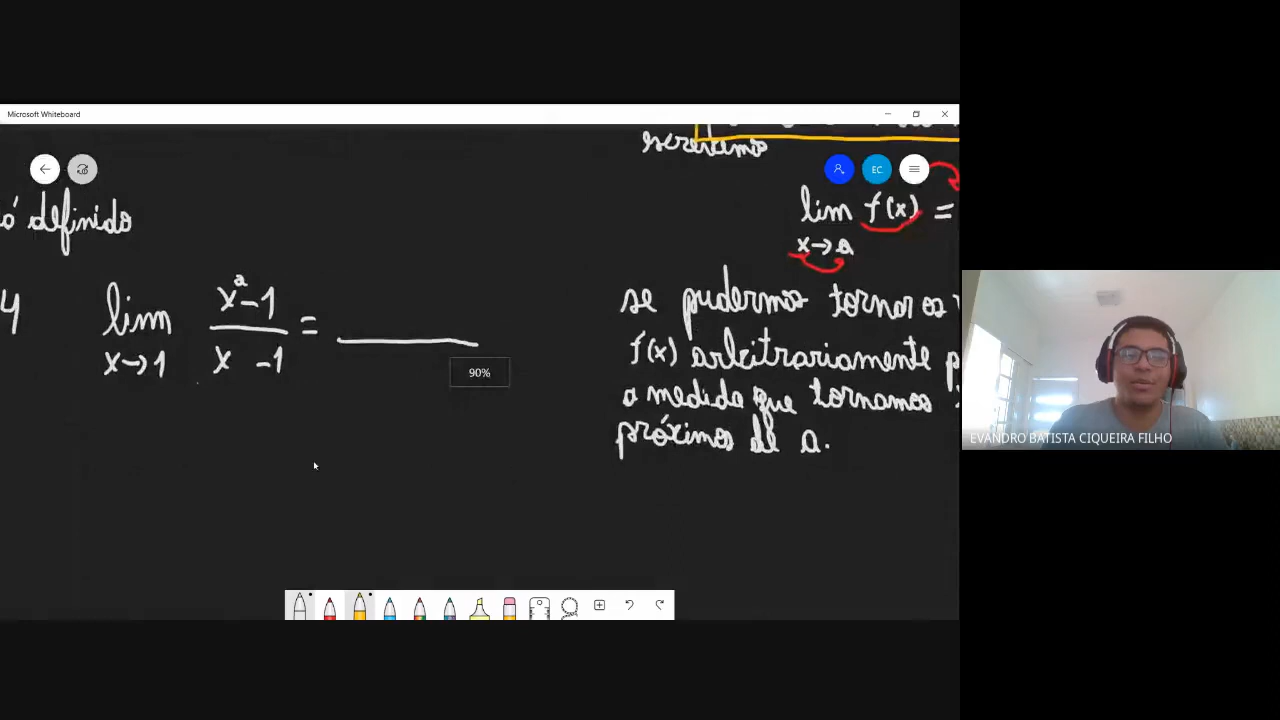 Microsoft Whiteboard
escrevemos
EC
definido
lim f(x) =
x→a
4 lim x²-1 / x -1 =
x→1
90%
se pudermos tornar os
f(x) arbitrariamente
a medida que tornamos
próximos de a.
EVANDRO BATISTA CIQUEIRA FILHO